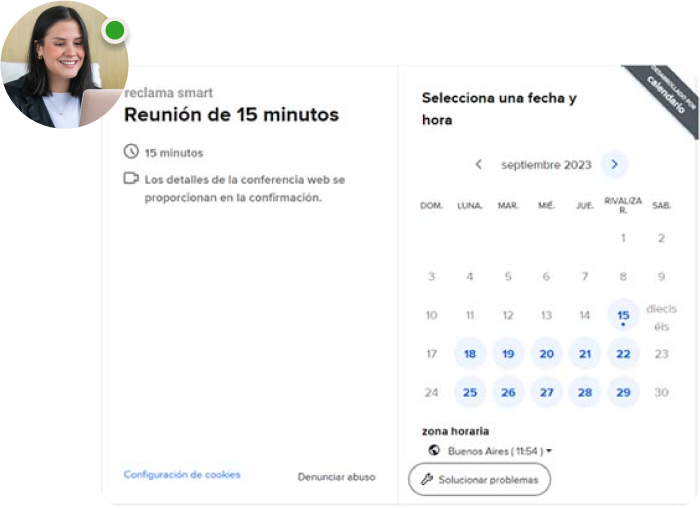 reclama smart
Reunión de 15 minutos
15 minutos
Los detalles de la conferencia web se
proporcionan en la confirmación.
Configuración de cookies
Denunciar abuso
Selecciona una fecha y
hora
DESARROLLADO POR
calendario
septiembre 2023
DOM. LUNA. MAR. MIÉ. JUE. RIVALIZA R. SAB.
1 2
3 4 5 6 7 8 9
10 11 12 13 14 15 diecis éis
17 18 19 20 21 22 23
24 25 26 27 28 29 30
zona horaria
Buenos Aires ( 11:54 )
Solucionar problemas